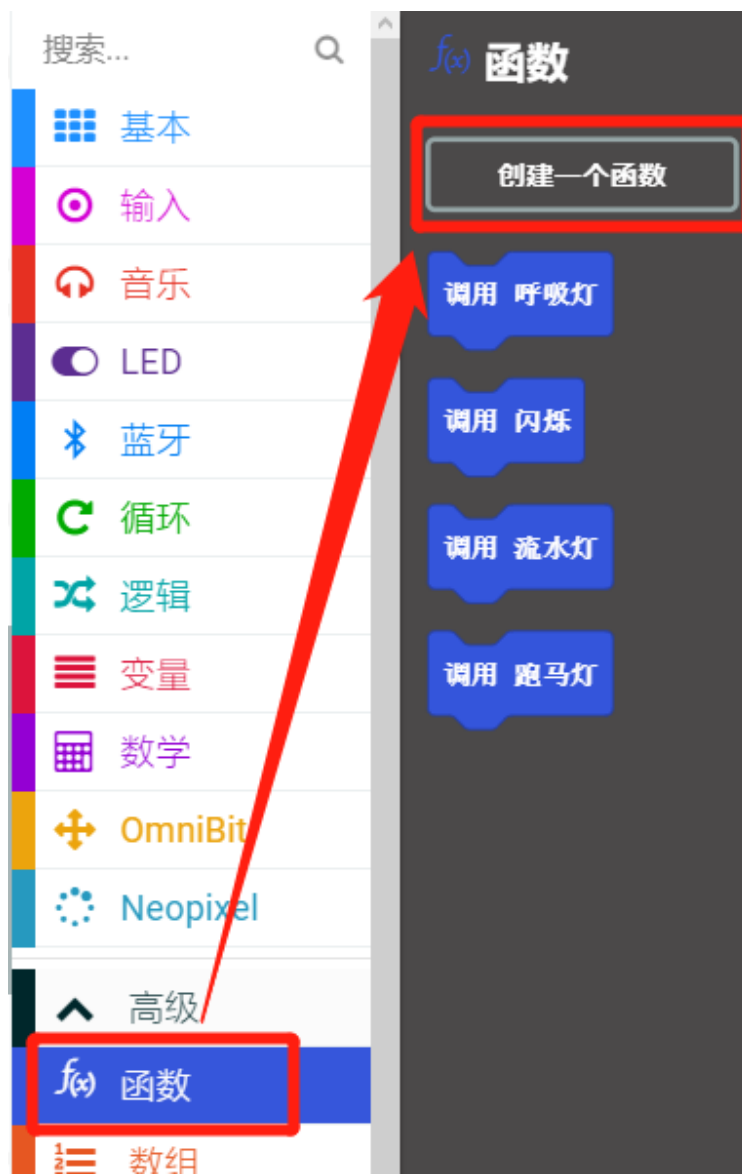 搜索...
基本
输入
音乐
LED
蓝牙
循环
逻辑
变量
数学
OmniBit
Neopixel
高级
f(x) 函数
数组
f(x) 函数
创建一个函数
调用 呼吸灯
调用 闪烁
调用 流水灯
调用 跑马灯